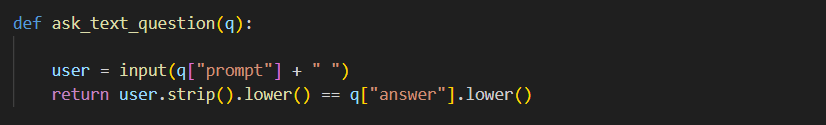 def ask_text_question(q):
user = input(q["prompt"] + " ")
return user.strip().lower() == q["answer"].lower()